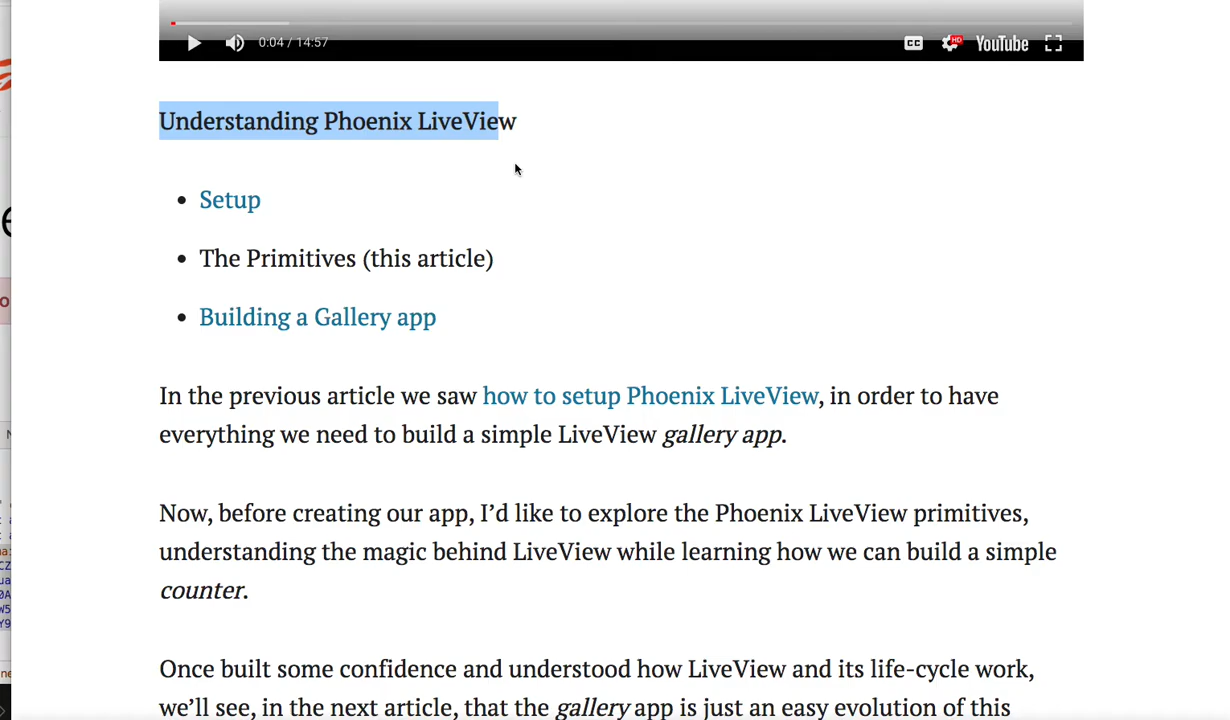 0:04 / 14:57
CC
HD
YouTube
Understanding Phoenix LiveView
• Setup
• The Primitives (this article)
• Building a Gallery app
In the previous article we saw how to setup Phoenix LiveView, in order to have
everything we need to build a simple LiveView gallery app.
Now, before creating our app, I’d like to explore the Phoenix LiveView primitives,
understanding the magic behind LiveView while learning how we can build a simple
counter.
Once built some confidence and understood how LiveView and its life-cycle work,
we’ll see, in the next article, that the gallery app is just an easy evolution of this